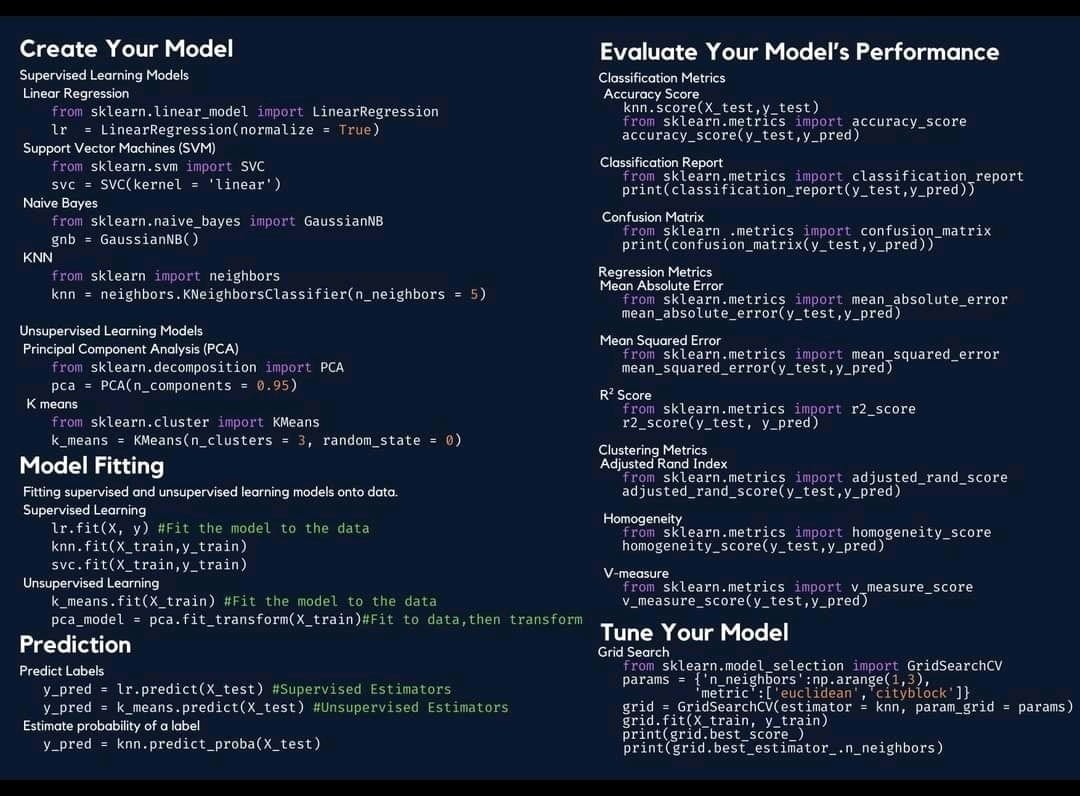 Create Your Model
Supervised Learning Models
Linear Regression
from sklearn.linear_model import LinearRegression
lr = LinearRegression(normalize = True)
Support Vector Machines (SVM)
from sklearn.svm import SVC
svc = SVC(kernel = 'linear')
Naive Bayes
from sklearn.naive_bayes import GaussianNB
gnb = GaussianNB()
KNN
from sklearn import neighbors
knn = neighbors.KNeighborsClassifier(n_neighbors = 5)
Unsupervised Learning Models
Principal Component Analysis (PCA)
from sklearn.decomposition import PCA
pca = PCA(n_components = 0.95)
K means
from sklearn.cluster import KMeans
k_means = KMeans(n_clusters = 3, random_state = 0)
Model Fitting
Fitting supervised and unsupervised learning models onto data.
Supervised Learning
lr.fit(X, y) #Fit the model to the data
knn.fit(X_train,y_train)
svc.fit(X_train,y_train)
Unsupervised Learning
k_means.fit(X_train) #Fit the model to the data
pca_model = pca.fit_transform(X_train)#Fit to data,then transform
Prediction
Predict Labels
y_pred = lr.predict(X_test) #Supervised Estimators
y_pred = k_means.predict(X_test) #Unsupervised Estimators
Estimate probability of a label
y_pred = knn.predict_proba(X_test)
Evaluate Your Model's Performance
Classification Metrics
Accuracy Score
knn.score(X_test,y_test)
from sklearn.metrics import accuracy_score
accuracy_score(y_test,y_pred)
Classification Report
from sklearn.metrics import classification_report
print(classification_report(y_test,y_pred))
Confusion Matrix
from sklearn .metrics import confusion_matrix
print(confusion_matrix(y_test,y_pred))
Regression Metrics
Mean Absolute Error
from sklearn.metrics import mean_absolute_error
mean_absolute_error(y_test,y_pred)
Mean Squared Error
from sklearn.metrics import mean_squared_error
mean_squared_error(y_test,y_pred)
R² Score
from sklearn.metrics import r2_score
r2_score(y_test, y_pred)
Clustering Metrics
Adjusted Rand Index
from sklearn.metrics import adjusted_rand_score
adjusted_rand_score(y_test,y_pred)
Homogeneity
from sklearn.metrics import homogeneity_score
homogeneity_score(y_test,y_pred)
V-measure
from sklearn.metrics import v_measure_score
v_measure_score(y_test,y_pred)
Tune Your Model
Grid Search
from sklearn.model_selection import GridSearchCV
params = {'n_neighbors':np.arange(1,3),
'metric':['euclidean','cityblock']}
grid = GridSearchCV(estimator = knn, param_grid = params)
grid.fit(X_train, y_train)
print(grid.best_score_)
print(grid.best_estimator_.n_neighbors)